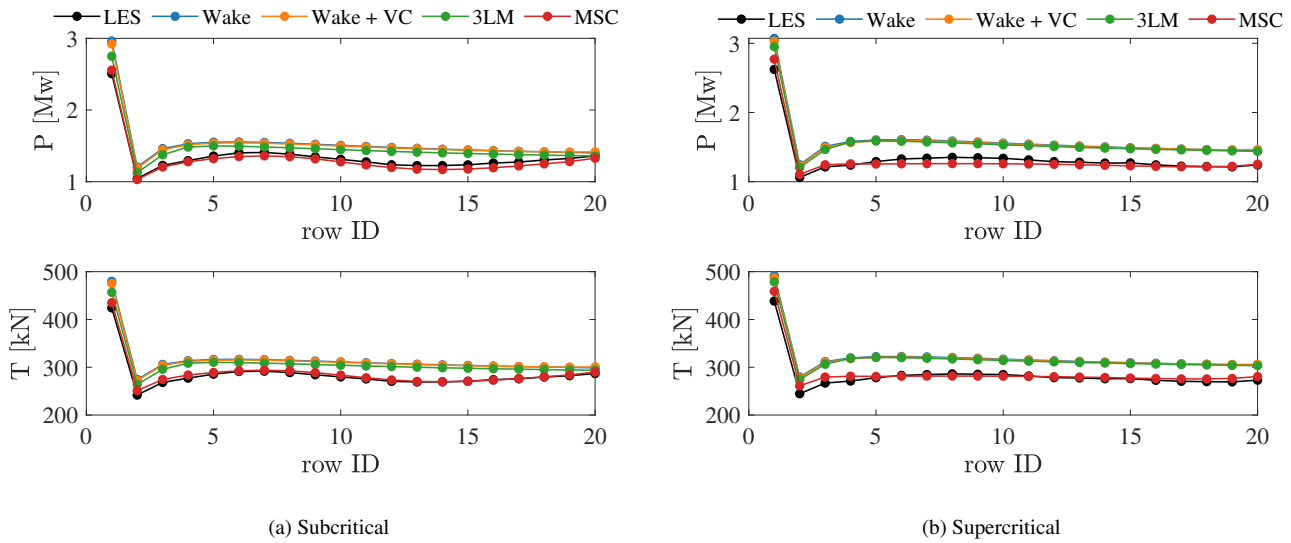 LES Wake Wake + VC 3LM MSC
P [Mw]
3
2
1
0 5 10 15 20
row ID
T [kN]
500
400
300
200
0 5 10 15 20
row ID
(a) Subcritical
LES Wake Wake + VC 3LM MSC
P [Mw]
3
2
1
0 5 10 15 20
row ID
T [kN]
500
400
300
200
0 5 10 15 20
row ID
(b) Supercritical